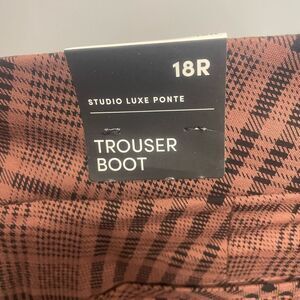 18R
STUDIO LUXE PONTE
TROUSER
BOOT